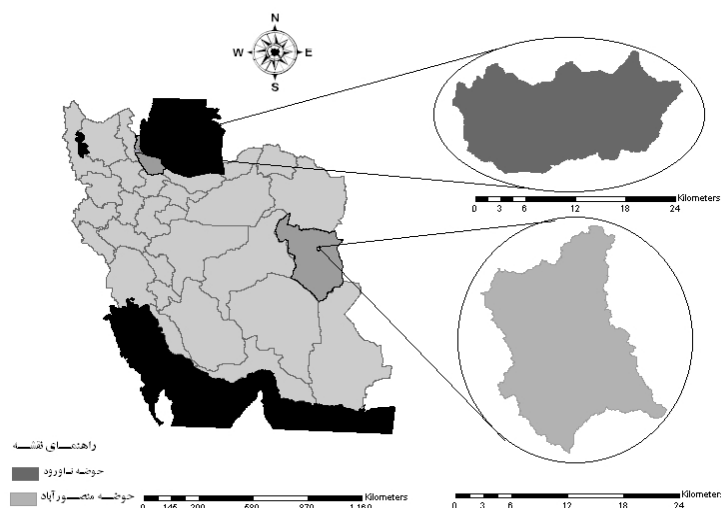 N
W E
S
Kilometers
0 3 6 12 18 24
راهنمای نقشه
حوضه ناورود
حوضه منصورآباد
Kilometers
0 145 290 580 870 1,160
Kilometers
0 3 6 12 18 24